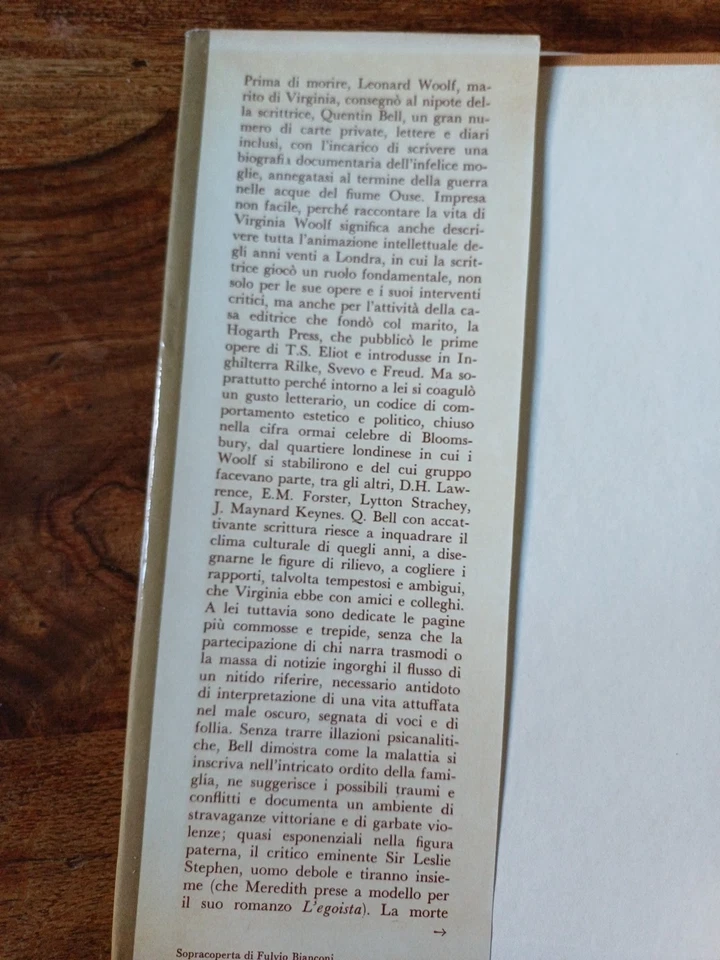 Prima di morire, Leonard Woolf, ma-
rito di Virginia, consegnò al nipote del-
la scrittrice, Quentin Bell, un gran nu-
mero di carte private, lettere e diari
inclusi, con l'incarico di scrivere una
biografia documentaria dell'infelice mo-
glie, annegatasi al termine della guerra
nelle acque del fiume Ouse. Impresa
non facile, perché raccontare la vita di
Virginia Woolf significa anche descri-
vere tutta l'animazione intellettuale de-
gli anni venti a Londra, in cui la scrit-
trice giocò un ruolo fondamentale, non
solo per le sue opere e i suoi interventi
critici, ma anche per l'attività della ca-
sa editrice che fondò col marito, la
Hogarth Press, che pubblicò le prime
opere di T.S. Eliot e introdusse in In-
ghilterra Rilke, Svevo e Freud. Ma so-
prattutto perché intorno a lei si coagulò
un gusto letterario, un codice di com-
portamento estetico e politico, chiuso
nella cifra ormai celebre di Blooms-
bury, dal quartiere londinese in cui i
Woolf si stabilirono e del cui gruppo
facevano parte, tra gli altri, D.H. Law-
rence, E.M. Forster, Lytton Strachey,
J. Maynard Keynes. Q. Bell con accat-
tivante scrittura riesce a inquadrare il
clima culturale di quegli anni, a dise-
gnarne le figure di rilievo, a cogliere i
rapporti, talvolta tempestosi e ambigui,
che Virginia ebbe con amici e colleghi.
A lei tuttavia sono dedicate le pagine
più commosse e trepide, senza che la
partecipazione di chi narra trasmodi o
la massa di notizie ingorghi il flusso di
un nitido riferire, necessario antidoto
di interpretazione di una vita attuffata
nel male oscuro, segnata di voci e di
follia. Senza trarre illazioni psicanaliti-
che, Bell dimostra come la malattia si
inscriva nell'intricato ordito della fami-
glia, ne suggerisce i possibili traumi e
conflitti e documenta un ambiente di
stravaganze vittoriane e di garbate vio-
lenze; quasi esponenziali nella figura
paterna, il critico eminente Sir Leslie
Stephen, uomo debole e tiranno insie-
me (che Meredith prese a modello per
il suo romanzo L'egoista). La morte
→
Sopracoperta di Fulvio Bianconi